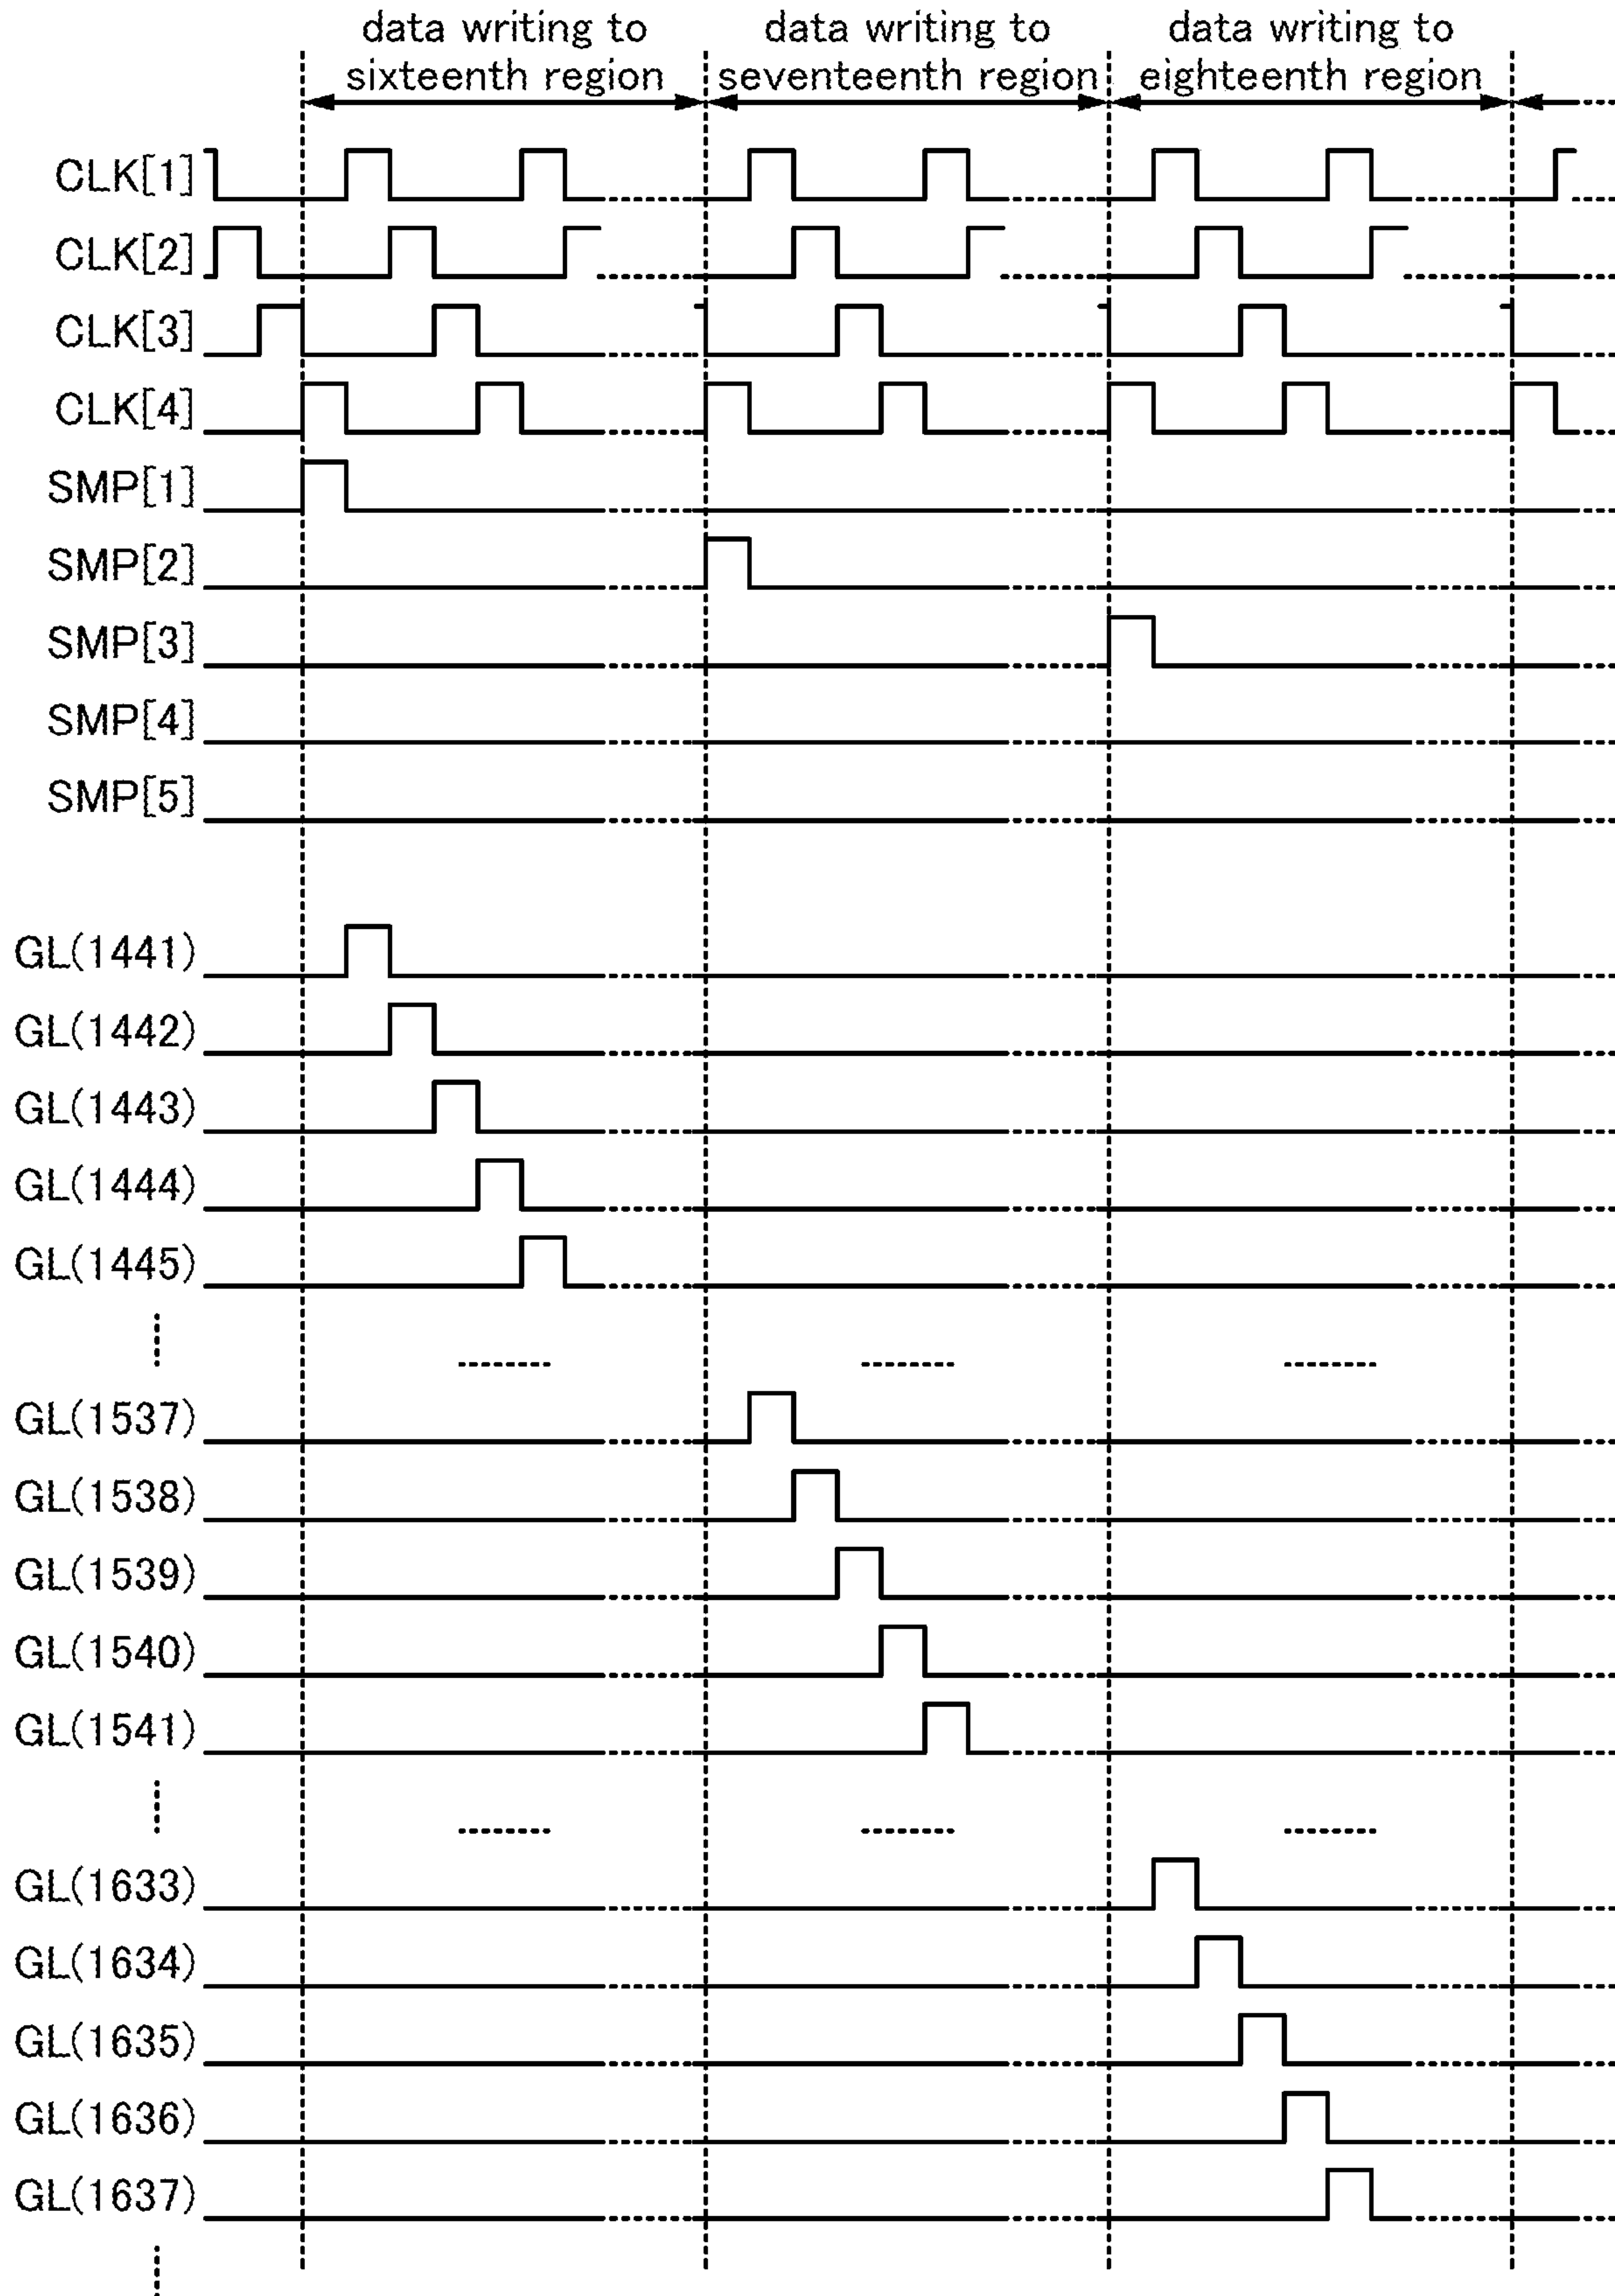 data writing to
sixteenth region
data writing to
seventeenth region
data writing to
eighteenth region
CLK[1]
CLK[2]
CLK[3]
CLK[4]
SMP[1]
SMP[2]
SMP[3]
SMP[4]
SMP[5]
GL(1441)
GL(1442)
GL(1443)
GL(1444)
GL(1445)
GL(1537)
GL(1538)
GL(1539)
GL(1540)
GL(1541)
GL(1633)
GL(1634)
GL(1635)
GL(1636)
GL(1637)